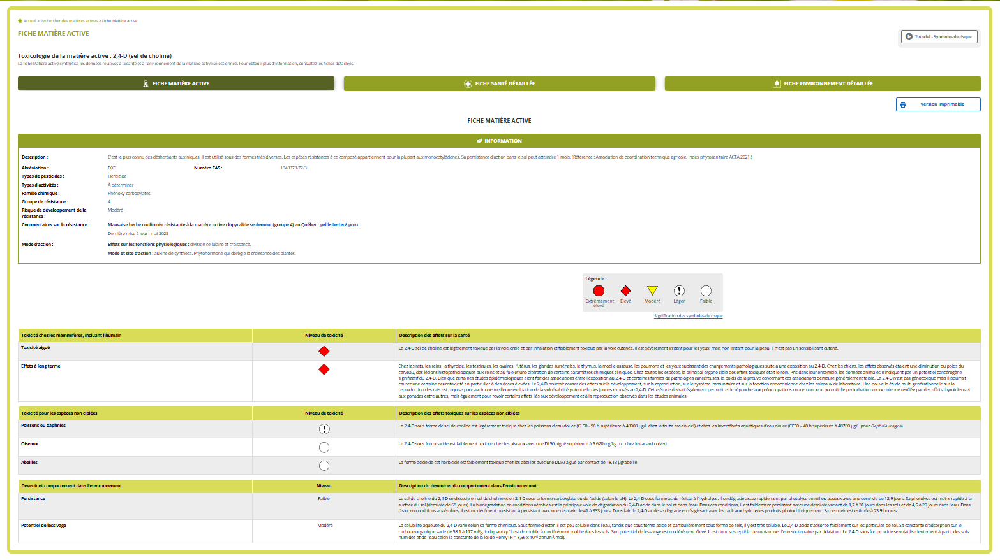 Accueil > Rechercher des matières actives > Fiche Matière active
FICHE MATIÈRE ACTIVE
Tutoriel - Symboles de risque
Toxicologie de la matière active : 2,4-D (sel de choline)
La fiche Matière active synthétise les données relatives à la santé et à l'environnement de la matière active sélectionnée. Pour obtenir plus d'information, consultez les fiches détaillées.
FICHE MATIÈRE ACTIVE
FICHE SANTÉ DÉTAILLÉE
FICHE ENVIRONNEMENT DÉTAILLÉE
Version imprimable
FICHE MATIÈRE ACTIVE
INFORMATION
Description : C'est le plus connu des désherbants auxiniques. Il est utilisé sous des formes très diverses. Les espèces résistantes à ce composé appartiennent pour la plupart aux monocotylédones. Sa persistance d'action dans le sol peut atteindre 1 mois. (Référence : Association de coordination technique agricole. Index phytosanitaire ACTA 2021.)
Abréviation : DXC Numéro CAS : 1048373-72-3
Types de pesticides : Herbicide
Types d'activités : À déterminer
Famille chimique : Phénoxy-carboxylates
Groupe de résistance : 4
Risque de développement de la Modéré
résistance :
Commentaires sur la résistance : Mauvaise herbe confirmée résistante à la matière active clopyralide seulement (groupe 4) au Québec : petite herbe à poux.
Dernière mise à jour : mai 2025
Mode d'action : Effets sur les fonctions physiologiques : division cellulaire et croissance.
Mode et site d'action : auxine de synthèse. Phytohormone qui dérègle la croissance des plantes.
Légende :
Extrêmement Élevé Modéré Léger Faible
élevé
Signification des symboles de risque
Toxicité chez les mammifères, incluant l'humain Niveau de toxicité Description des effets sur la santé
Toxicité aiguë Le 2,4-D sel de choline est légèrement toxique par la voie orale et par inhalation et faiblement toxique par la voie cutanée. Il est sévèrement irritant pour les yeux, mais non irritant pour la peau. Il n'est pas un sensibilisant cutané.
Effets à long terme Chez les rats, les reins, la thyroïde, les testicules, les ovaires, l'utérus, les glandes surrénales, le thymus, la moelle osseuse, les poumons et les yeux subissent des changements pathologiques suite à une exposition au 2,4-D. Chez les chiens, les effets observés étaient une diminution du poids du
cerveau, des lésions histopathologiques aux reins et au foie et une altération de certains paramètres chimiques cliniques. Chez toutes les espèces, le principal organe cible des effets toxiques était le rein. Pris dans leur ensemble, les données animales n'indiquent pas un potentiel cancérogène
significatif du 2,4-D. Bien que certaines études épidémiologiques aient fait des associations entre l'exposition au 2,4-D et certaines formes de pathologies cancéreuses, le poids de la preuve concernant ces associations demeure généralement faible. Le 2,4-D n'est pas génotoxique mais il pourrait
causer une certaine neurotoxicité en particulier à des doses élevées. Le 2,4-D pourrait causer des effets sur le développement, sur la reproduction, sur le système immunitaire et sur la fonction endocrinienne chez les animaux de laboratoire. Une nouvelle étude multi générationnelle sur la
reproduction des rats est requise pour avoir une meilleure évaluation de la vulnérabilité potentielle des jeunes exposés au 2,4-D. Cette étude devrait également permettre de répondre aux préoccupations concernant une potentielle perturbation endocrinienne révélée par des effets thyroïdiens et
aux gonades entre autres, mais également pour revoir certains effets liés aux développement et à la reproduction observés dans les études animales.
Toxicité pour les espèces non ciblées Niveau de toxicité Description des effets toxiques sur les espèces non ciblées
Poissons ou daphnies Le 2,4-D sous forme de sel de choline est légèrement toxique chez les poissons d'eau douce (CL50 - 96 h supérieure à 48000 µg/L chez la truite arc-en-ciel) et chez les invertébrés aquatiques d'eau douce (CE50 – 48 h supérieure à 48700 µg/L pour Daphnia magna).
Oiseaux Le 2,4-D sous forme acide est faiblement toxique chez les oiseaux avec une DL50 aiguë supérieure à 5 620 mg/kg p.c. chez le canard colvert.
Abeilles La forme acide de cet herbicide est faiblement toxique chez les abeilles avec une DL50 aiguë par contact de 18,13 µg/abeille.
Devenir et comportement dans l'environnement Niveau Description du devenir et du comportement dans l'environnement
Persistance Faible Le sel de choline du 2,4-D se dissocie en sel de choline et en 2,4-D sous la forme carboxylate ou de l'acide (selon le pH). Le 2,4-D sous forme acide résiste à l'hydrolyse. Il se dégrade assez rapidement par photolyse en milieu aqueux avec une demi-vie de 12,9 jours. Sa photolyse est moins rapide à la
surface du sol (demi-vie de 68 jours). La biodégradation en conditions aérobies est la principale voie de dégradation du 2,4-D acide dans le sol et dans l'eau. Dans ces conditions, il est faiblement persistant avec une demi-vie variant de 1,7 à 31 jours dans les sols et de 4,5 à 29 jours dans l'eau. Dans
l'eau, en conditions anaérobies, il est modérément persistant à persistant avec une demi-vie de 41 à 333 jours. Dans l'air, le 2,4-D acide se dégrade en réagissant avec les radicaux hydroxyles produits photochimiquement. Sa demi-vie est estimée à 23,9 heures.
Potentiel de lessivage Modéré La solubilité aqueuse du 2,4-D varie selon sa forme chimique. Sous forme d'ester, il est peu soluble dans l'eau, tandis que sous forme acide et particulièrement sous forme de sels, il y est très soluble. Le 2,4-D acide s'adsorbe faiblement sur les particules de sol. Sa constante d'adsorption sur le
carbone organique varie de 58,1 à 117 ml/g, indiquant qu'il est de mobile à modérément mobile dans les sols. Son potentiel de lessivage est modérément élevé. Il est donc susceptible de contaminer l'eau souterraine par lixiviation. Le 2,4-D sous forme acide se volatilise lentement à partir des sols
humides et de l'eau selon la constante de la loi de Henry (H = 8,56 x 10⁻⁶ atm.m³/mol).